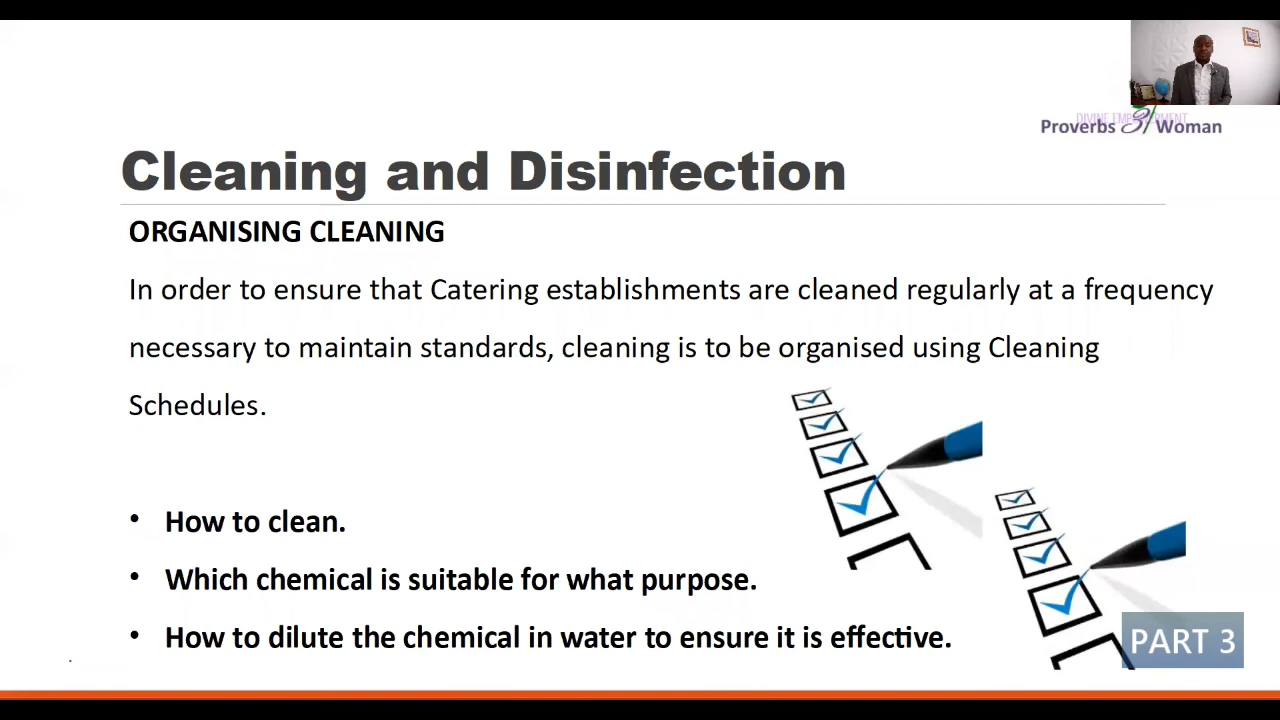 DIVINE EMPOWERMENT
Proverbs 31 Woman
Cleaning and Disinfection
ORGANISING CLEANING
In order to ensure that Catering establishments are cleaned regularly at a frequency
necessary to maintain standards, cleaning is to be organised using Cleaning
Schedules.
• How to clean.
• Which chemical is suitable for what purpose.
• How to dilute the chemical in water to ensure it is effective.
PART 3